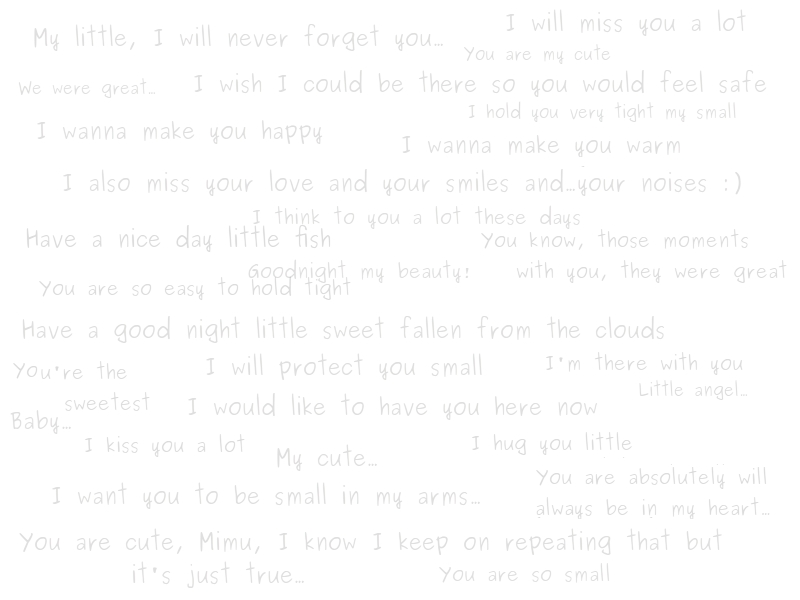 I will miss you a lot
My little, I will never forget you...
You are my cute
We were great...
I wish I could be there so you would feel safe
I hold you very tight my small
I wanna make you happy
I wanna make you warm
I also miss your love and your smiles and...your noises :)
I think to you a lot these days
Have a nice day little fish
You know, those moments
with you, they were great
Goodnight my beauty!
You are so easy to hold tight
Have a good night little sweet fallen from the clouds
You're the
sweetest
I will protect you small
I'm there with you
Little angel...
Baby...
I would like to have you here now
I kiss you a lot
My cute...
I hug you little
You are absolutely will
always be in my heart...
I want you to be small in my arms...
You are cute, Mimu, I know I keep on repeating that but
it's just true...
You are so small